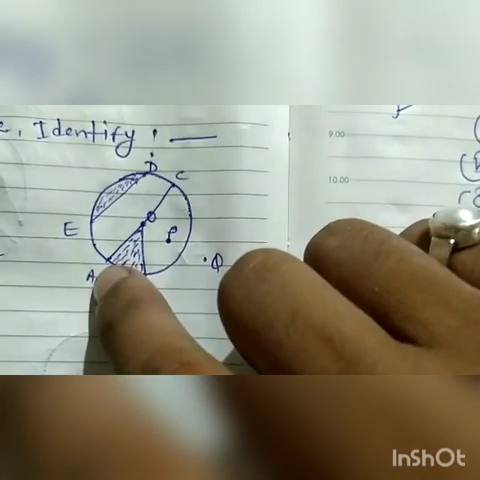 e, Identify : —
9.00
D
C
(
10.00
E
O
P
.Q
A
InShOt